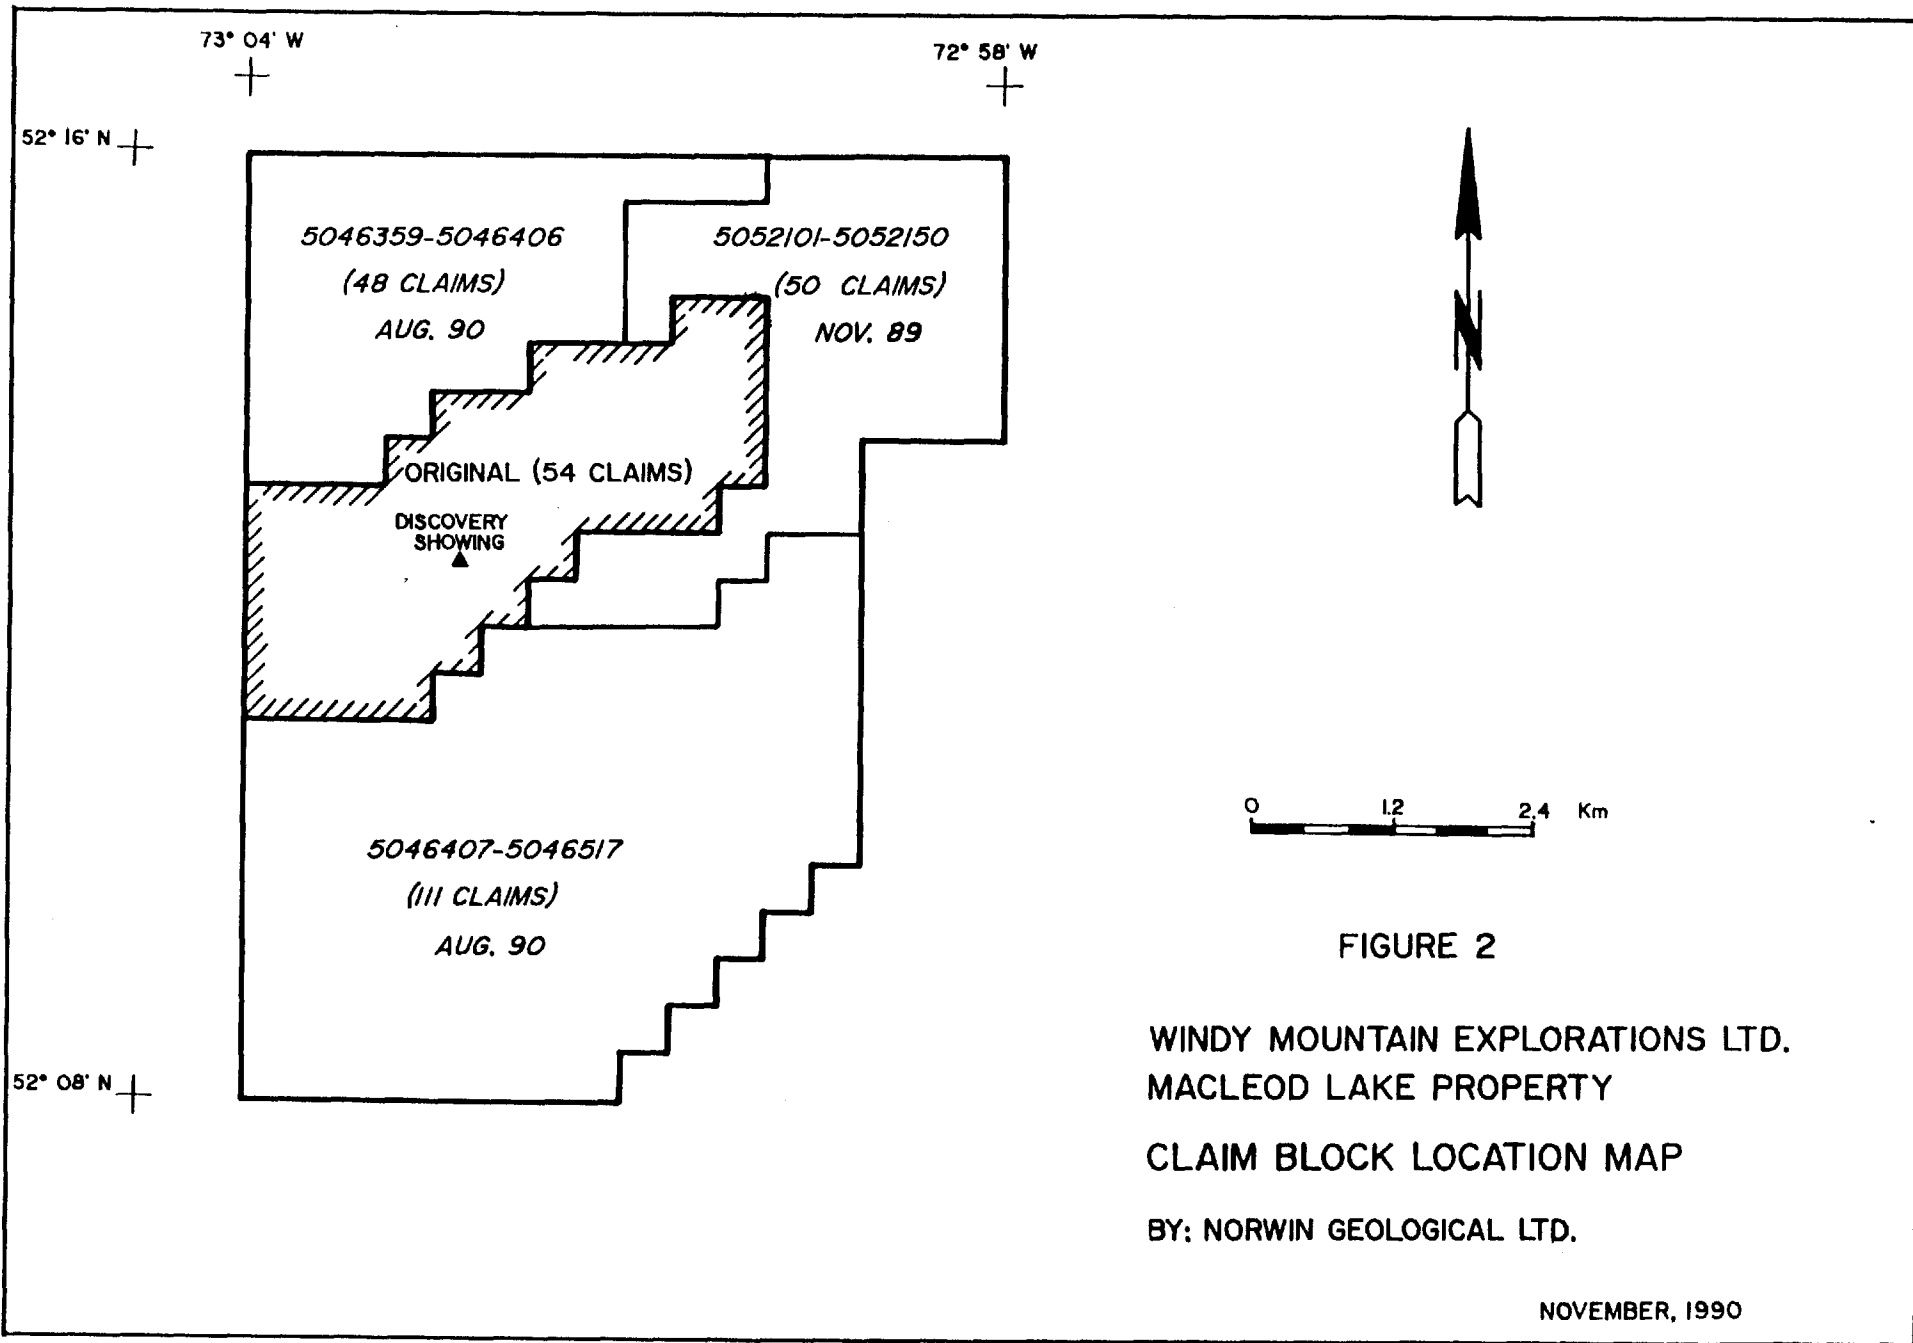 73° 04' W
72° 58' W
52° 16' N
5046359-5046406
(48 CLAIMS)
AUG. 90
5052101-5052150
(50 CLAIMS)
NOV. 89
N
ORIGINAL (54 CLAIMS)
DISCOVERY
SHOWING
0 1.2 2.4 Km
5046407-5046517
(111 CLAIMS)
AUG. 90
52° 08' N
FIGURE 2
WINDY MOUNTAIN EXPLORATIONS LTD.
MACLEOD LAKE PROPERTY
CLAIM BLOCK LOCATION MAP
BY: NORWIN GEOLOGICAL LTD.
NOVEMBER, 1990